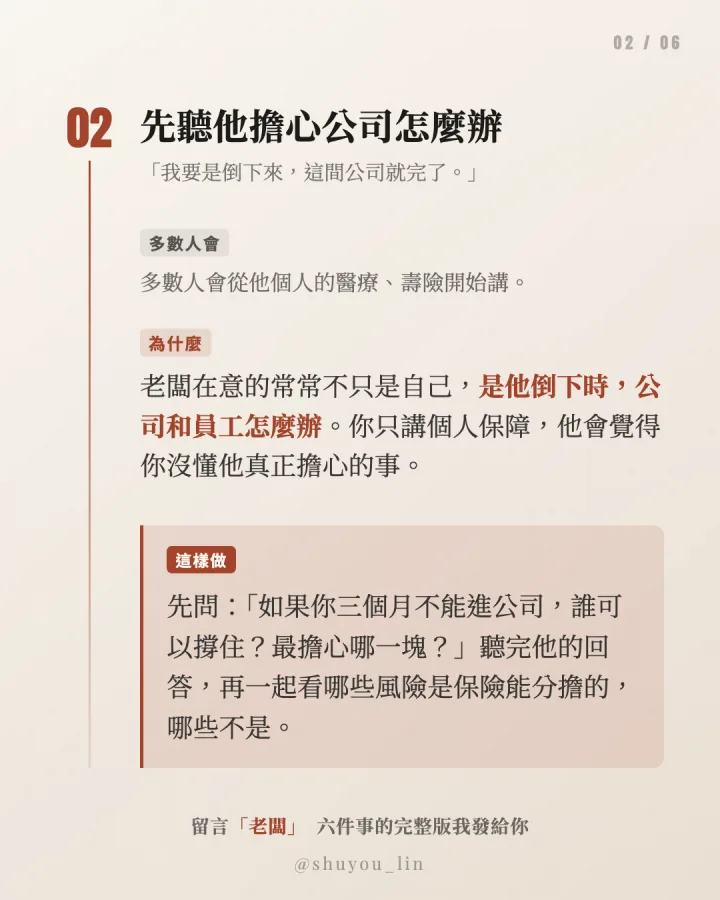 02 / 06
02 先聽他擔心公司怎麼辦
「我要是倒下來，這間公司就完了。」
多數人會
多數人會從他個人的醫療、壽險開始講。
為什麼
老闆在意的常常不只是自己，是他倒下時，公
司和員工怎麼辦。你只講個人保障，他會覺得
你沒懂他真正擔心的事。
這樣做
先問：「如果你三個月不能進公司，誰可
以撐住？最擔心哪一塊？」聽完他的回
答，再一起看哪些風險是保險能分擔的，
哪些不是。
留言「老闆」 六件事的完整版我發給你
@shuyou_lin